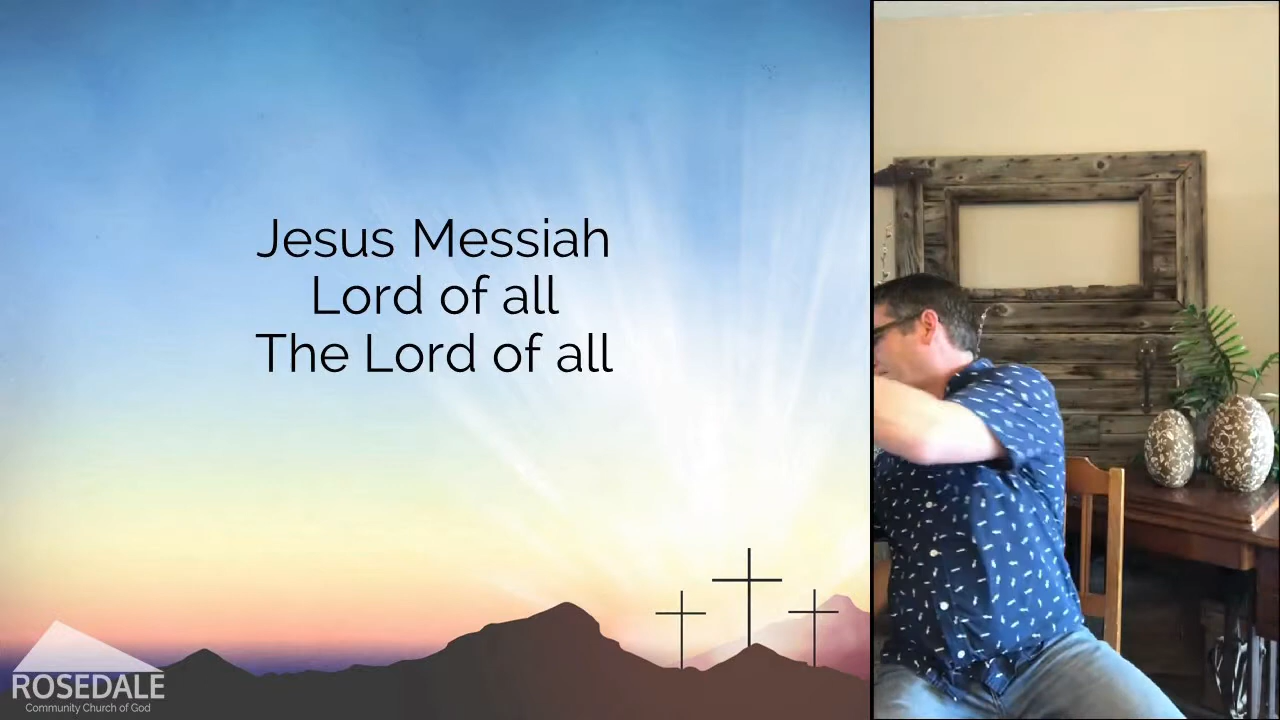 Jesus Messiah
Lord of all
The Lord of all
ROSEDALE
Community Church of God